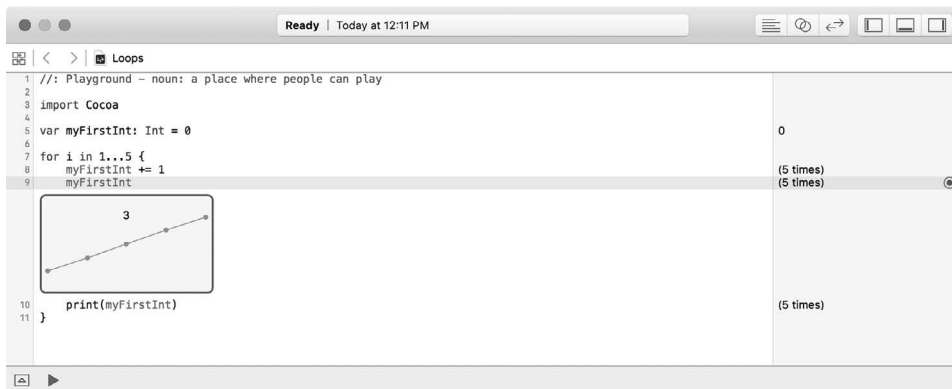 Ready | Today at 12:11 PM
Loops
1 //: Playground – noun: a place where people can play
2
3 import Cocoa
4
5 var myFirstInt: Int = 0 0
6
7 for i in 1...5 {
8 myFirstInt += 1 (5 times)
9 myFirstInt (5 times)
3
10 print(myFirstInt) (5 times)
11 }